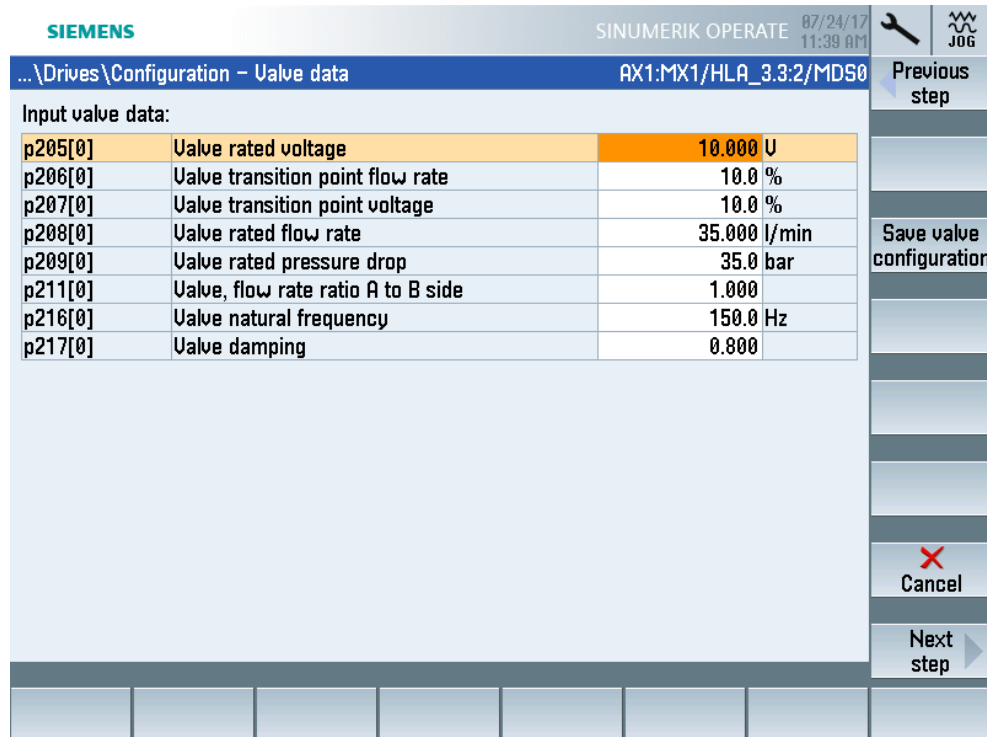 SIEMENS
SINUMERIK OPERATE 07/24/17 11:39 AM
JOG
...\Drives\Configuration - Valve data AX1:MX1/HLA_3.3:2/MDS0
Previous step
Input valve data:
p205[0] Valve rated voltage 10.000 V
p206[0] Valve transition point flow rate 10.0 %
p207[0] Valve transition point voltage 10.0 %
p208[0] Valve rated flow rate 35.000 l/min
p209[0] Valve rated pressure drop 35.0 bar
p211[0] Valve, flow rate ratio A to B side 1.000
p216[0] Valve natural frequency 150.0 Hz
p217[0] Valve damping 0.800
Save valve
configuration
Cancel
Next
step